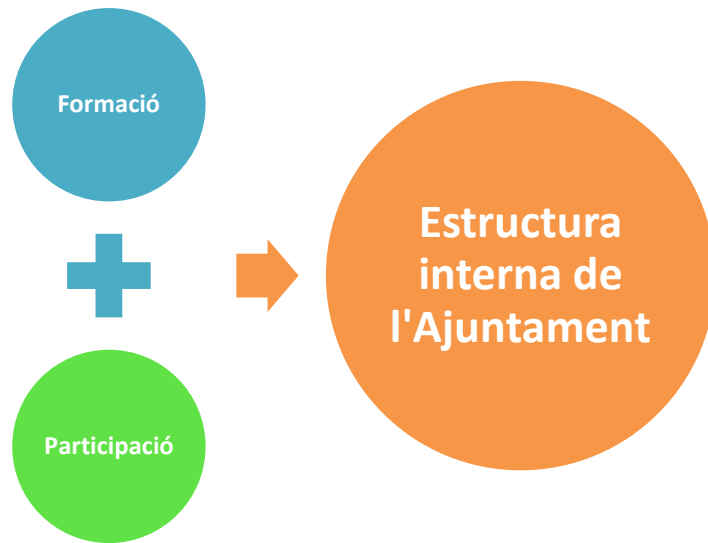 Formació
Estructura
interna de
l'Ajuntament
Participació